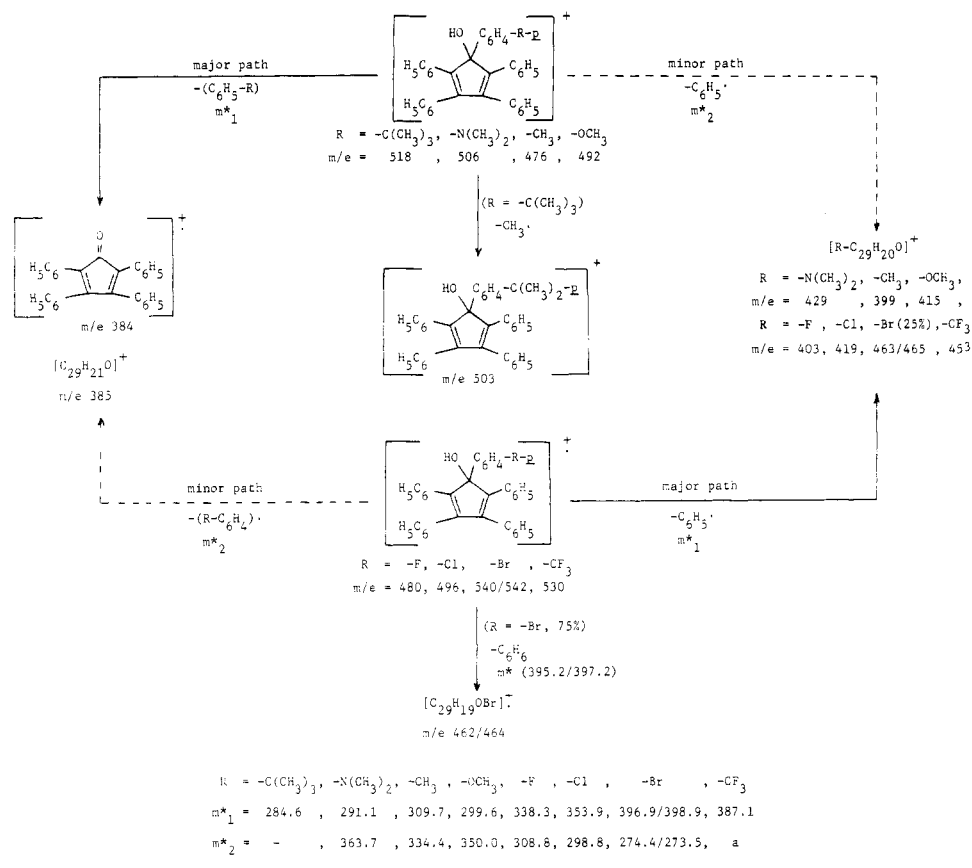 HO C6H4-R-p +
major path
-(C6H5-R)
m*1
H5C6 C6H5
H5C6 C6H5
minor path
-C6H5·
m*2
R = -C(CH3)3, -N(CH3)2, -CH3, -OCH3
m/e = 518 , 506 , 476 , 492
(R = -C(CH3)3)
-CH3·
O +·
H5C6 C6H5
H5C6 C6H5
m/e 384
[C29H21O]+
m/e 385
HO C6H4-C(CH3)2-p +
H5C6 C6H5
H5C6 C6H5
m/e 503
[R-C29H20O]+
R = -N(CH3)2, -CH3, -OCH3,
m/e = 429 , 399 , 415 ,
R = -F , -Cl, -Br(25%),-CF3
m/e = 403, 419, 463/465 , 453
HO C6H4-R-p +·
minor path
-(R-C6H4)·
m*2
H5C6 C6H5
H5C6 C6H5
major path
-C6H5·
m*1
R = -F, -Cl, -Br , -CF3
m/e = 480, 496, 540/542, 530
(R = -Br, 75%)
-C6H6
m* (395.2/397.2)
[C29H19OBr]+·
m/e 462/464
R = -C(CH3)3, -N(CH3)2, -CH3 , -OCH3, -F , -Cl , -Br , -CF3
m*1 = 284.6 , 291.1 , 309.7, 299.6, 338.3, 353.9, 396.9/398.9, 387.1
m*2 = - , 363.7 , 334.4, 350.0, 308.8, 298.8, 274.4/273.5, a